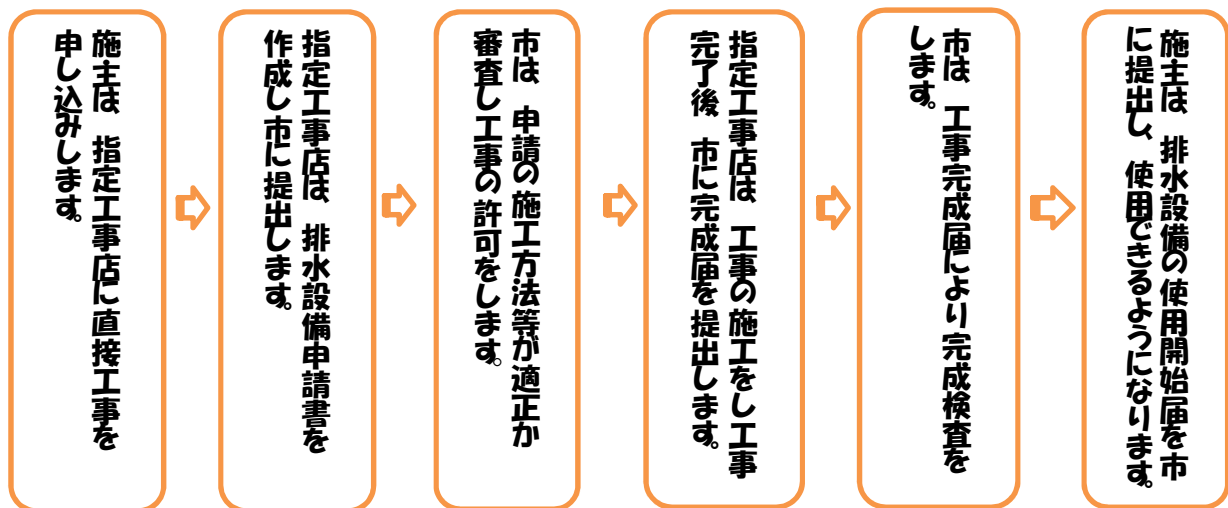 施主は、指定工事店に直接工事を
申し込みします。
指定工事店は、排水設備申請書を
作成し市に提出します。
市は、申請の施工方法等が適正か
審査し工事の許可をします。
指定工事店は、工事の施工をし工事
完了後、市に完成届を提出します。
市は、工事完成届により完成検査を
します。
施主は、排水設備の使用開始届を市
に提出し、使用できるようになります。